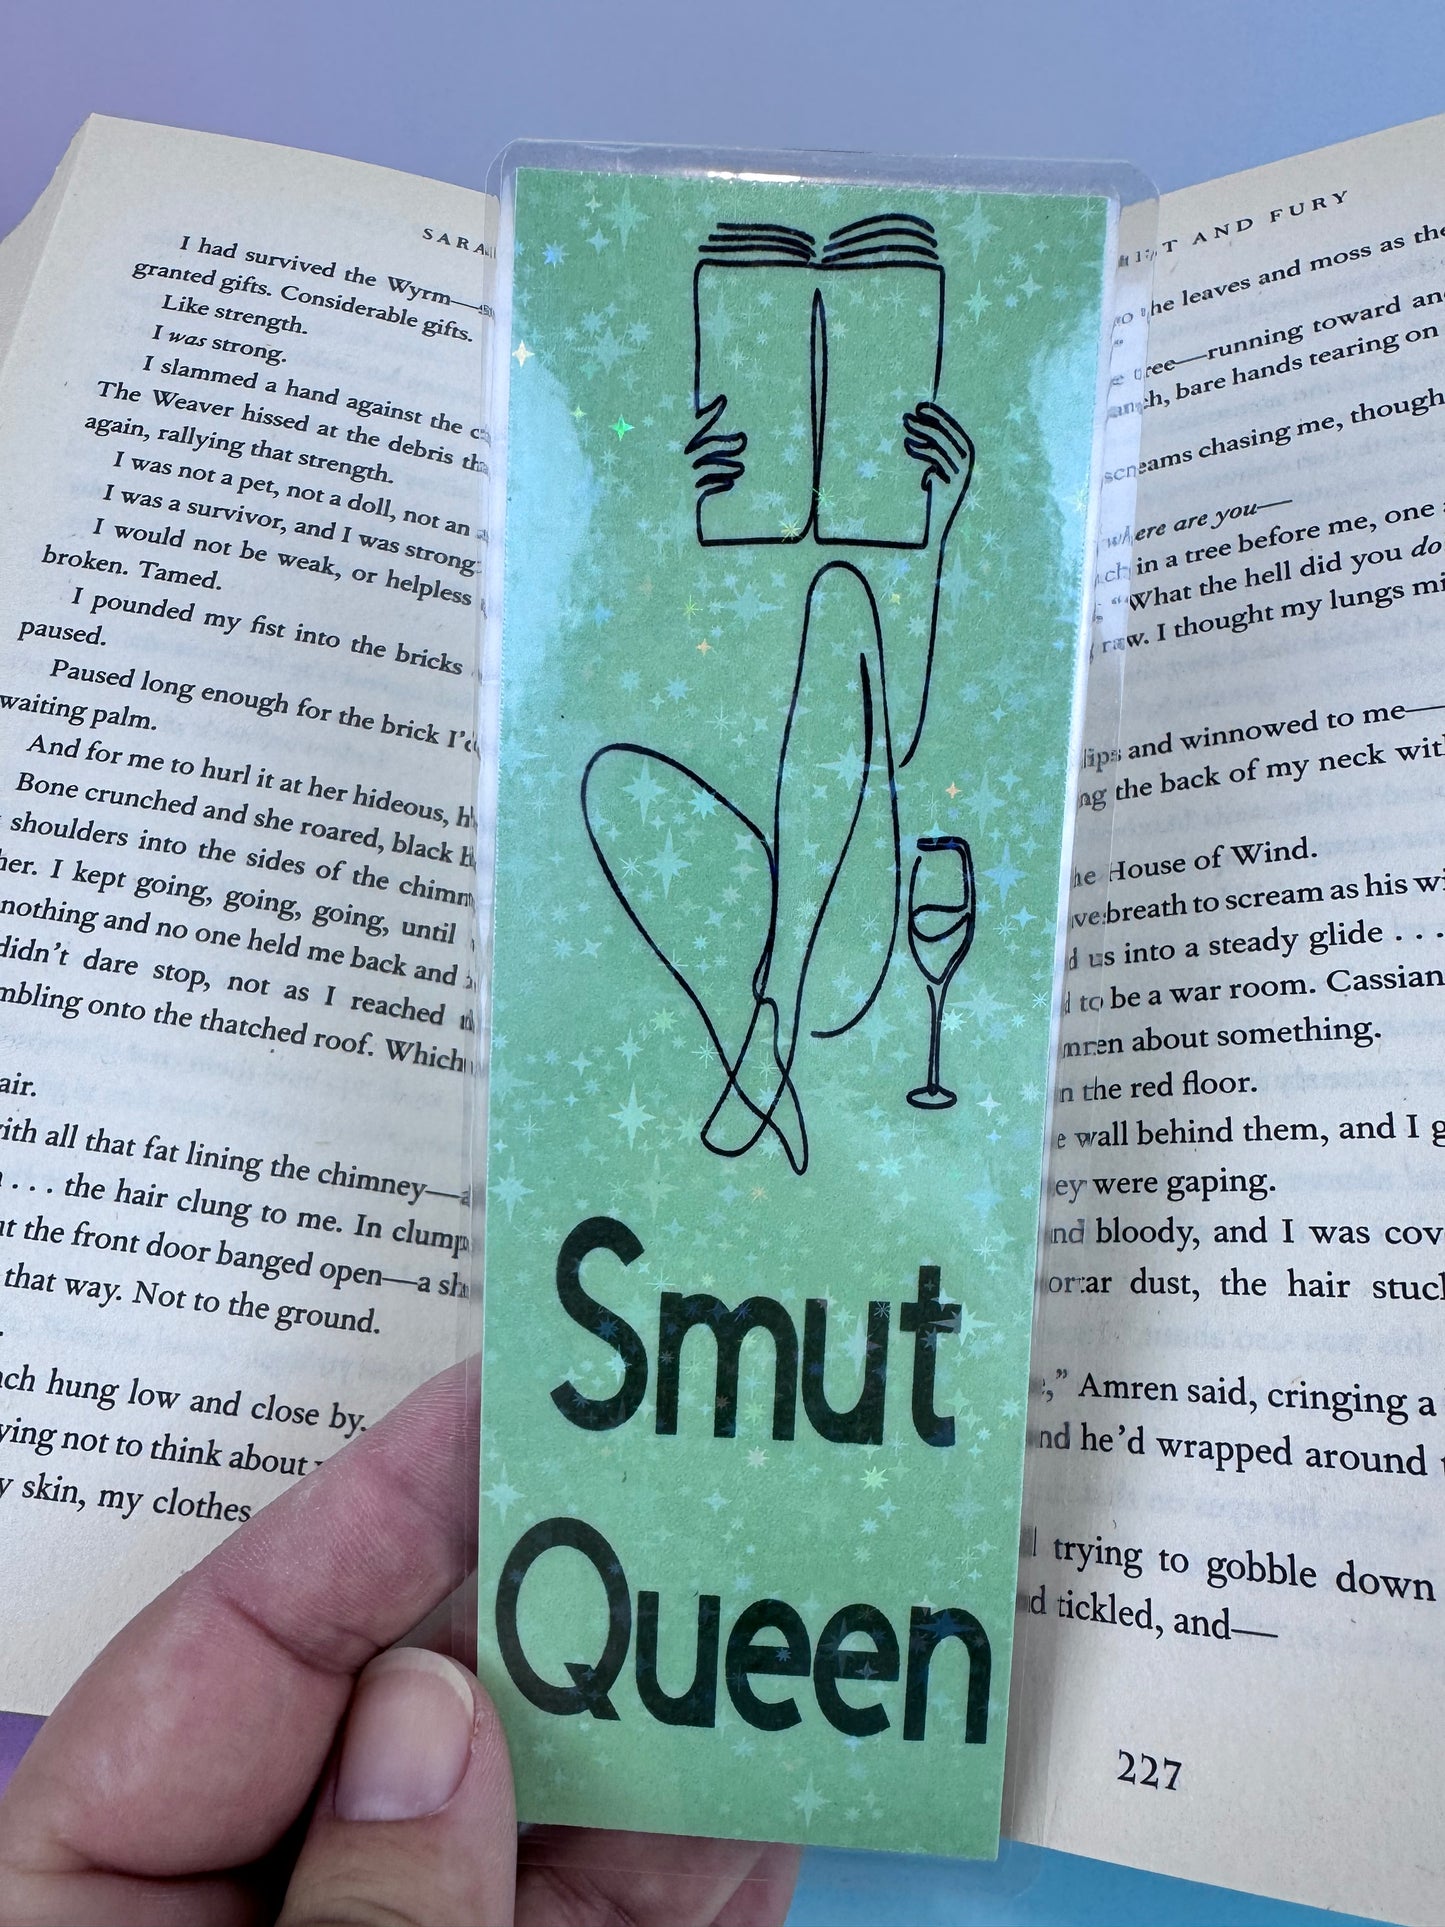 SARA
I had survived the Wyrm—
granted gifts. Considerable gifts.
Like strength.
I was strong.
I slammed a hand against the
The Weaver hissed at the debris
again, rallying that strength.
I was not a pet, not a doll, not an
I was a survivor, and I was strong
I would not be weak, or helpless
broken. Tamed.
I pounded my fist into the bricks
paused.
Paused long enough for the brick
waiting palm.
And for me to hurl it at her hideous,
Bone crunched and she roared, black
shoulders into the sides of the
I kept going, going, going, until
nothing and no one held me back and
didn't dare stop, not as I reached
onto the thatched roof. Which
air.
with all that fat lining the chimney—
. . . the hair clung to me. In
the front door banged open—a
that way. Not to the ground.
hung low and close by.
not to think about
skin, my clothes
Smut
Queen
AND FURY
the leaves and moss as
tree—running toward
bare hands tearing on
screams chasing me, though
where are you—
in a tree before me, one
"What the hell did you do
raw. I thought my lungs
lips and winnowed to me—
the back of my neck
House of Wind.
breath to scream as his
us into a steady glide . . .
to be a war room. Cassian
about something.
the red floor.
wall behind them, and I
were gaping.
bloody, and I was
dust, the hair
" Amren said, cringing a
he'd wrapped around
trying to gobble down
tickled, and—
227